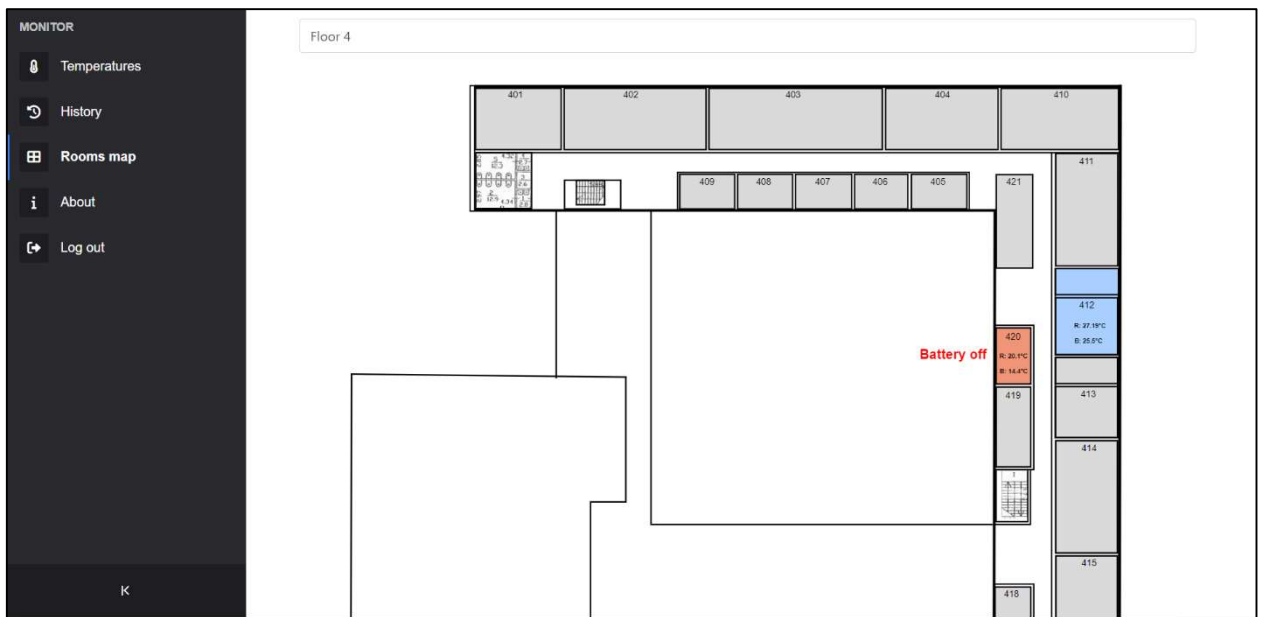 MONITOR
Temperatures
History
Rooms map
About
Log out
Floor 4
401
402
403
404
410
411
409
408
407
406
405
421
412
R: 27.19°C
B: 25.5°C
Battery off
420
R: 20.1°C
B: 14.4°C
419
413
414
415
418